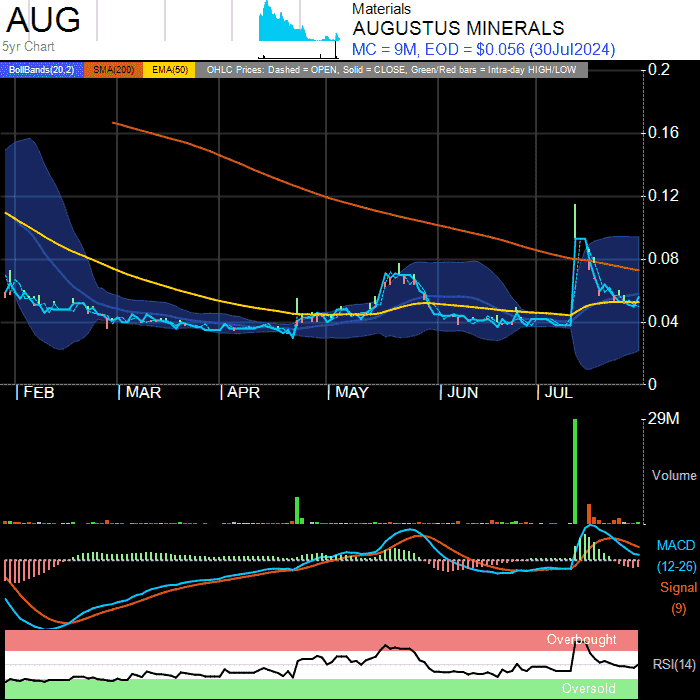 AUG
5yr Chart
Materials
AUGUSTUS MINERALS
MC = 9M, EOD = $0.056 (30Jul2024)
BollBands(20,2) SMA(200) EMA(50) OHLC Prices: Dashed = OPEN, Solid = CLOSE, Green/Red bars = Intra-day HIGH/LOW
0.2
0.16
0.12
0.08
0.04
0
FEB MAR APR MAY JUN JUL
29M
Volume
MACD
(12-26)
Signal
(9)
Overbought
RSI(14)
Oversold